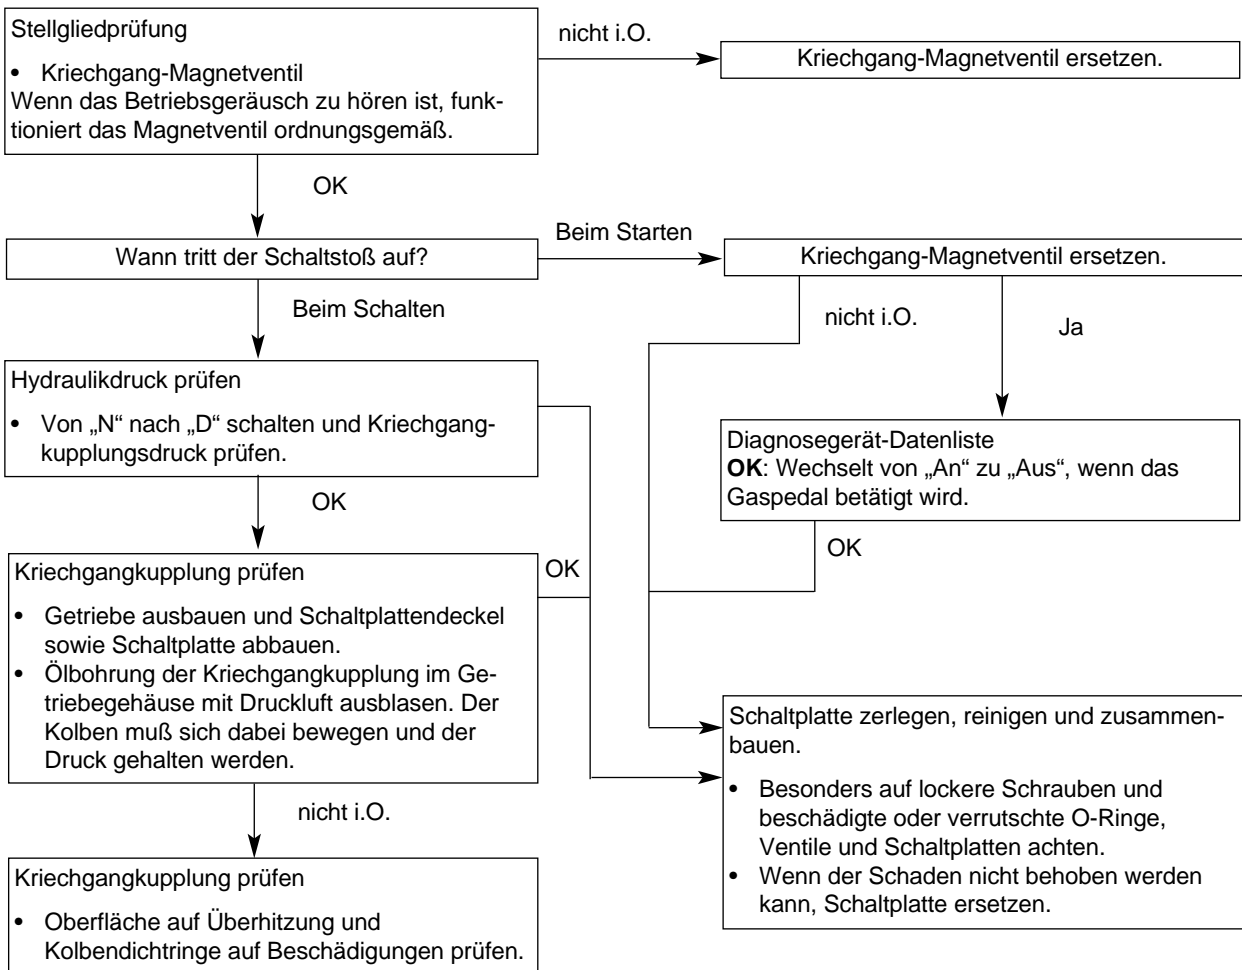 Stellgliedprüfung
• Kriechgang-Magnetventil
Wenn das Betriebsgeräusch zu hören ist, funk-
tioniert das Magnetventil ordnungsgemäß.
nicht i.O.
Kriechgang-Magnetventil ersetzen.
OK
Wann tritt der Schaltstoß auf?
Beim Starten
Kriechgang-Magnetventil ersetzen.
Beim Schalten
nicht i.O.
Ja
Hydraulikdruck prüfen
• Von „N“ nach „D“ schalten und Kriechgang-
kupplungsdruck prüfen.
Diagnosegerät-Datenliste
OK: Wechselt von „An“ zu „Aus“, wenn das
Gaspedal betätigt wird.
OK
OK
Kriechgangkupplung prüfen
• Getriebe ausbauen und Schaltplattendeckel
sowie Schaltplatte abbauen.
• Ölbohrung der Kriechgangkupplung im Ge-
triebegehäuse mit Druckluft ausblasen. Der
Kolben muß sich dabei bewegen und der
Druck gehalten werden.
OK
Schaltplatte zerlegen, reinigen und zusammen-
bauen.
• Besonders auf lockere Schrauben und
beschädigte oder verrutschte O-Ringe,
Ventile und Schaltplatten achten.
• Wenn der Schaden nicht behoben werden
kann, Schaltplatte ersetzen.
nicht i.O.
Kriechgangkupplung prüfen
• Oberfläche auf Überhitzung und
Kolbendichtringe auf Beschädigungen prüfen.